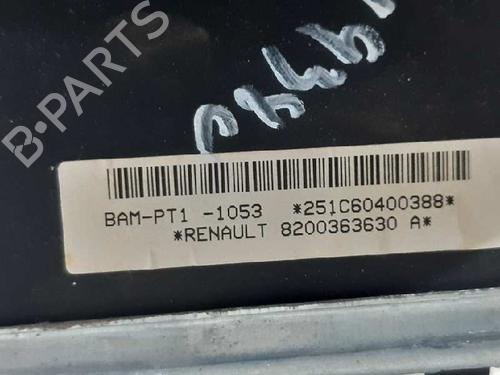 B-PARTS
BAM-PT1 -1053 *251C60400388*
*RENAULT 8200363630 A*